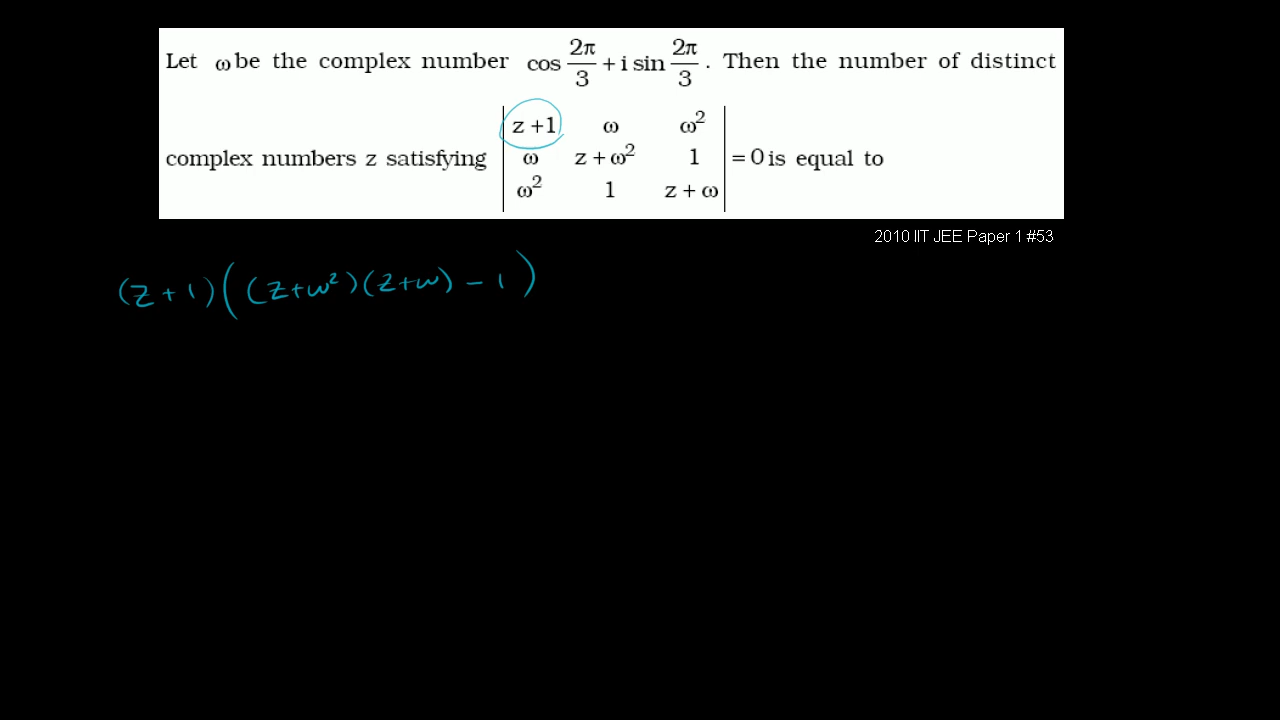 Let ω be the complex number cos 2π/3 + i sin 2π/3 . Then the number of distinct
complex numbers z satisfying | z +1 ω ω² | = 0 is equal to
ω z + ω² 1
ω² 1 z + ω
2010 IIT JEE Paper 1 #53
(z + 1)((z+ω²)(z+ω) − 1)